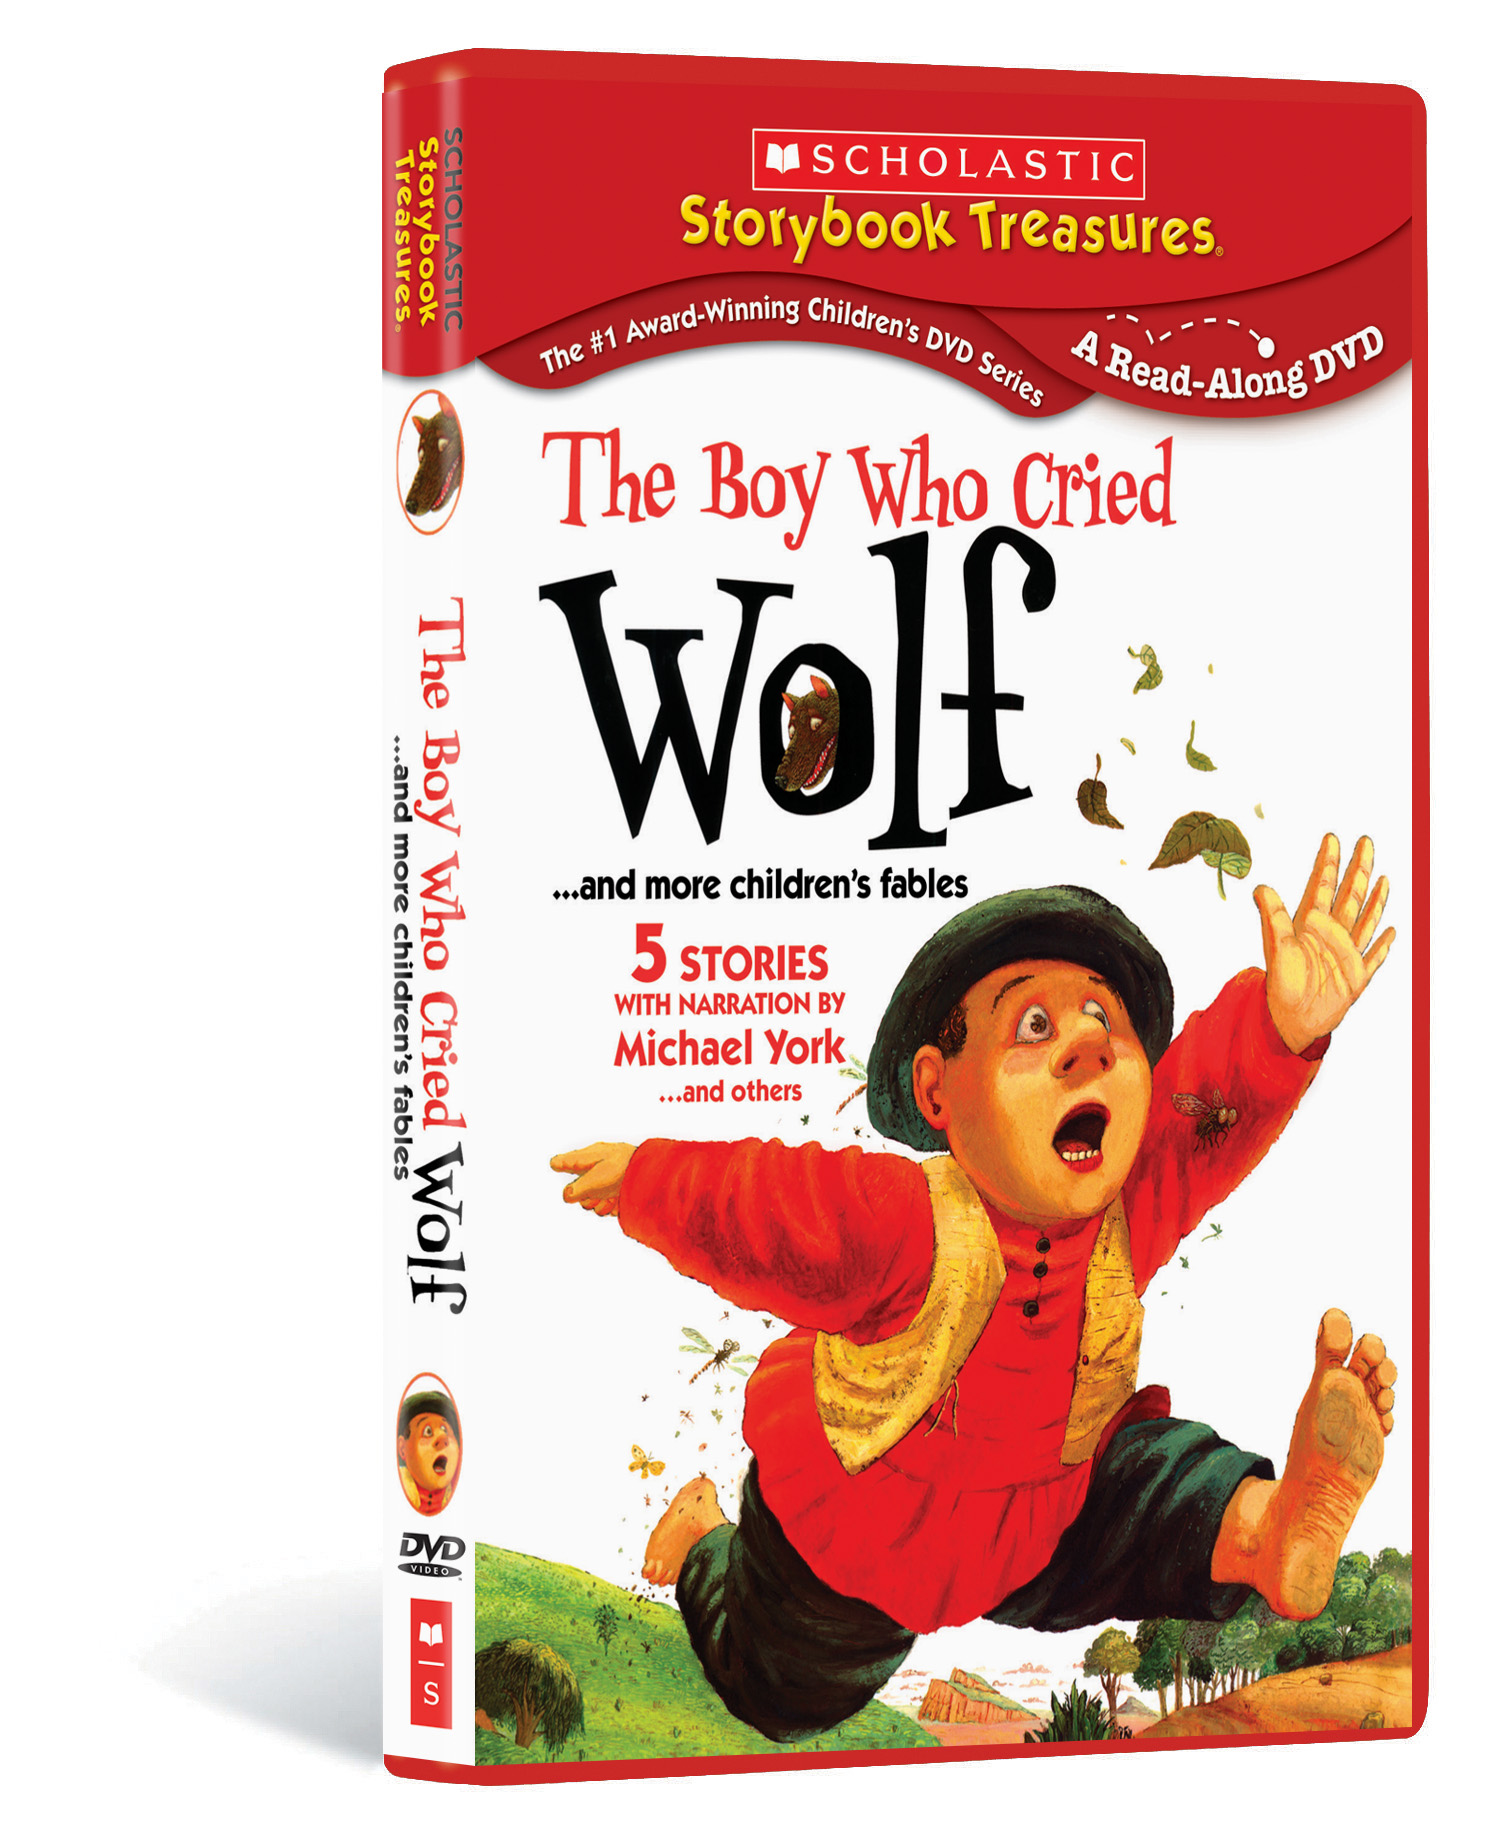 SCHOLASTIC
Storybook Treasures®
The #1 Award-Winning Children's DVD Series
A Read-Along DVD
The Boy Who Cried
Wolf
...and more children's fables
5 STORIES
WITH NARRATION BY
Michael York
...and others
SCHOLASTIC
Storybook
Treasures®
The Boy Who Cried Wolf
...and more children's fables
DVD
VIDEO
S